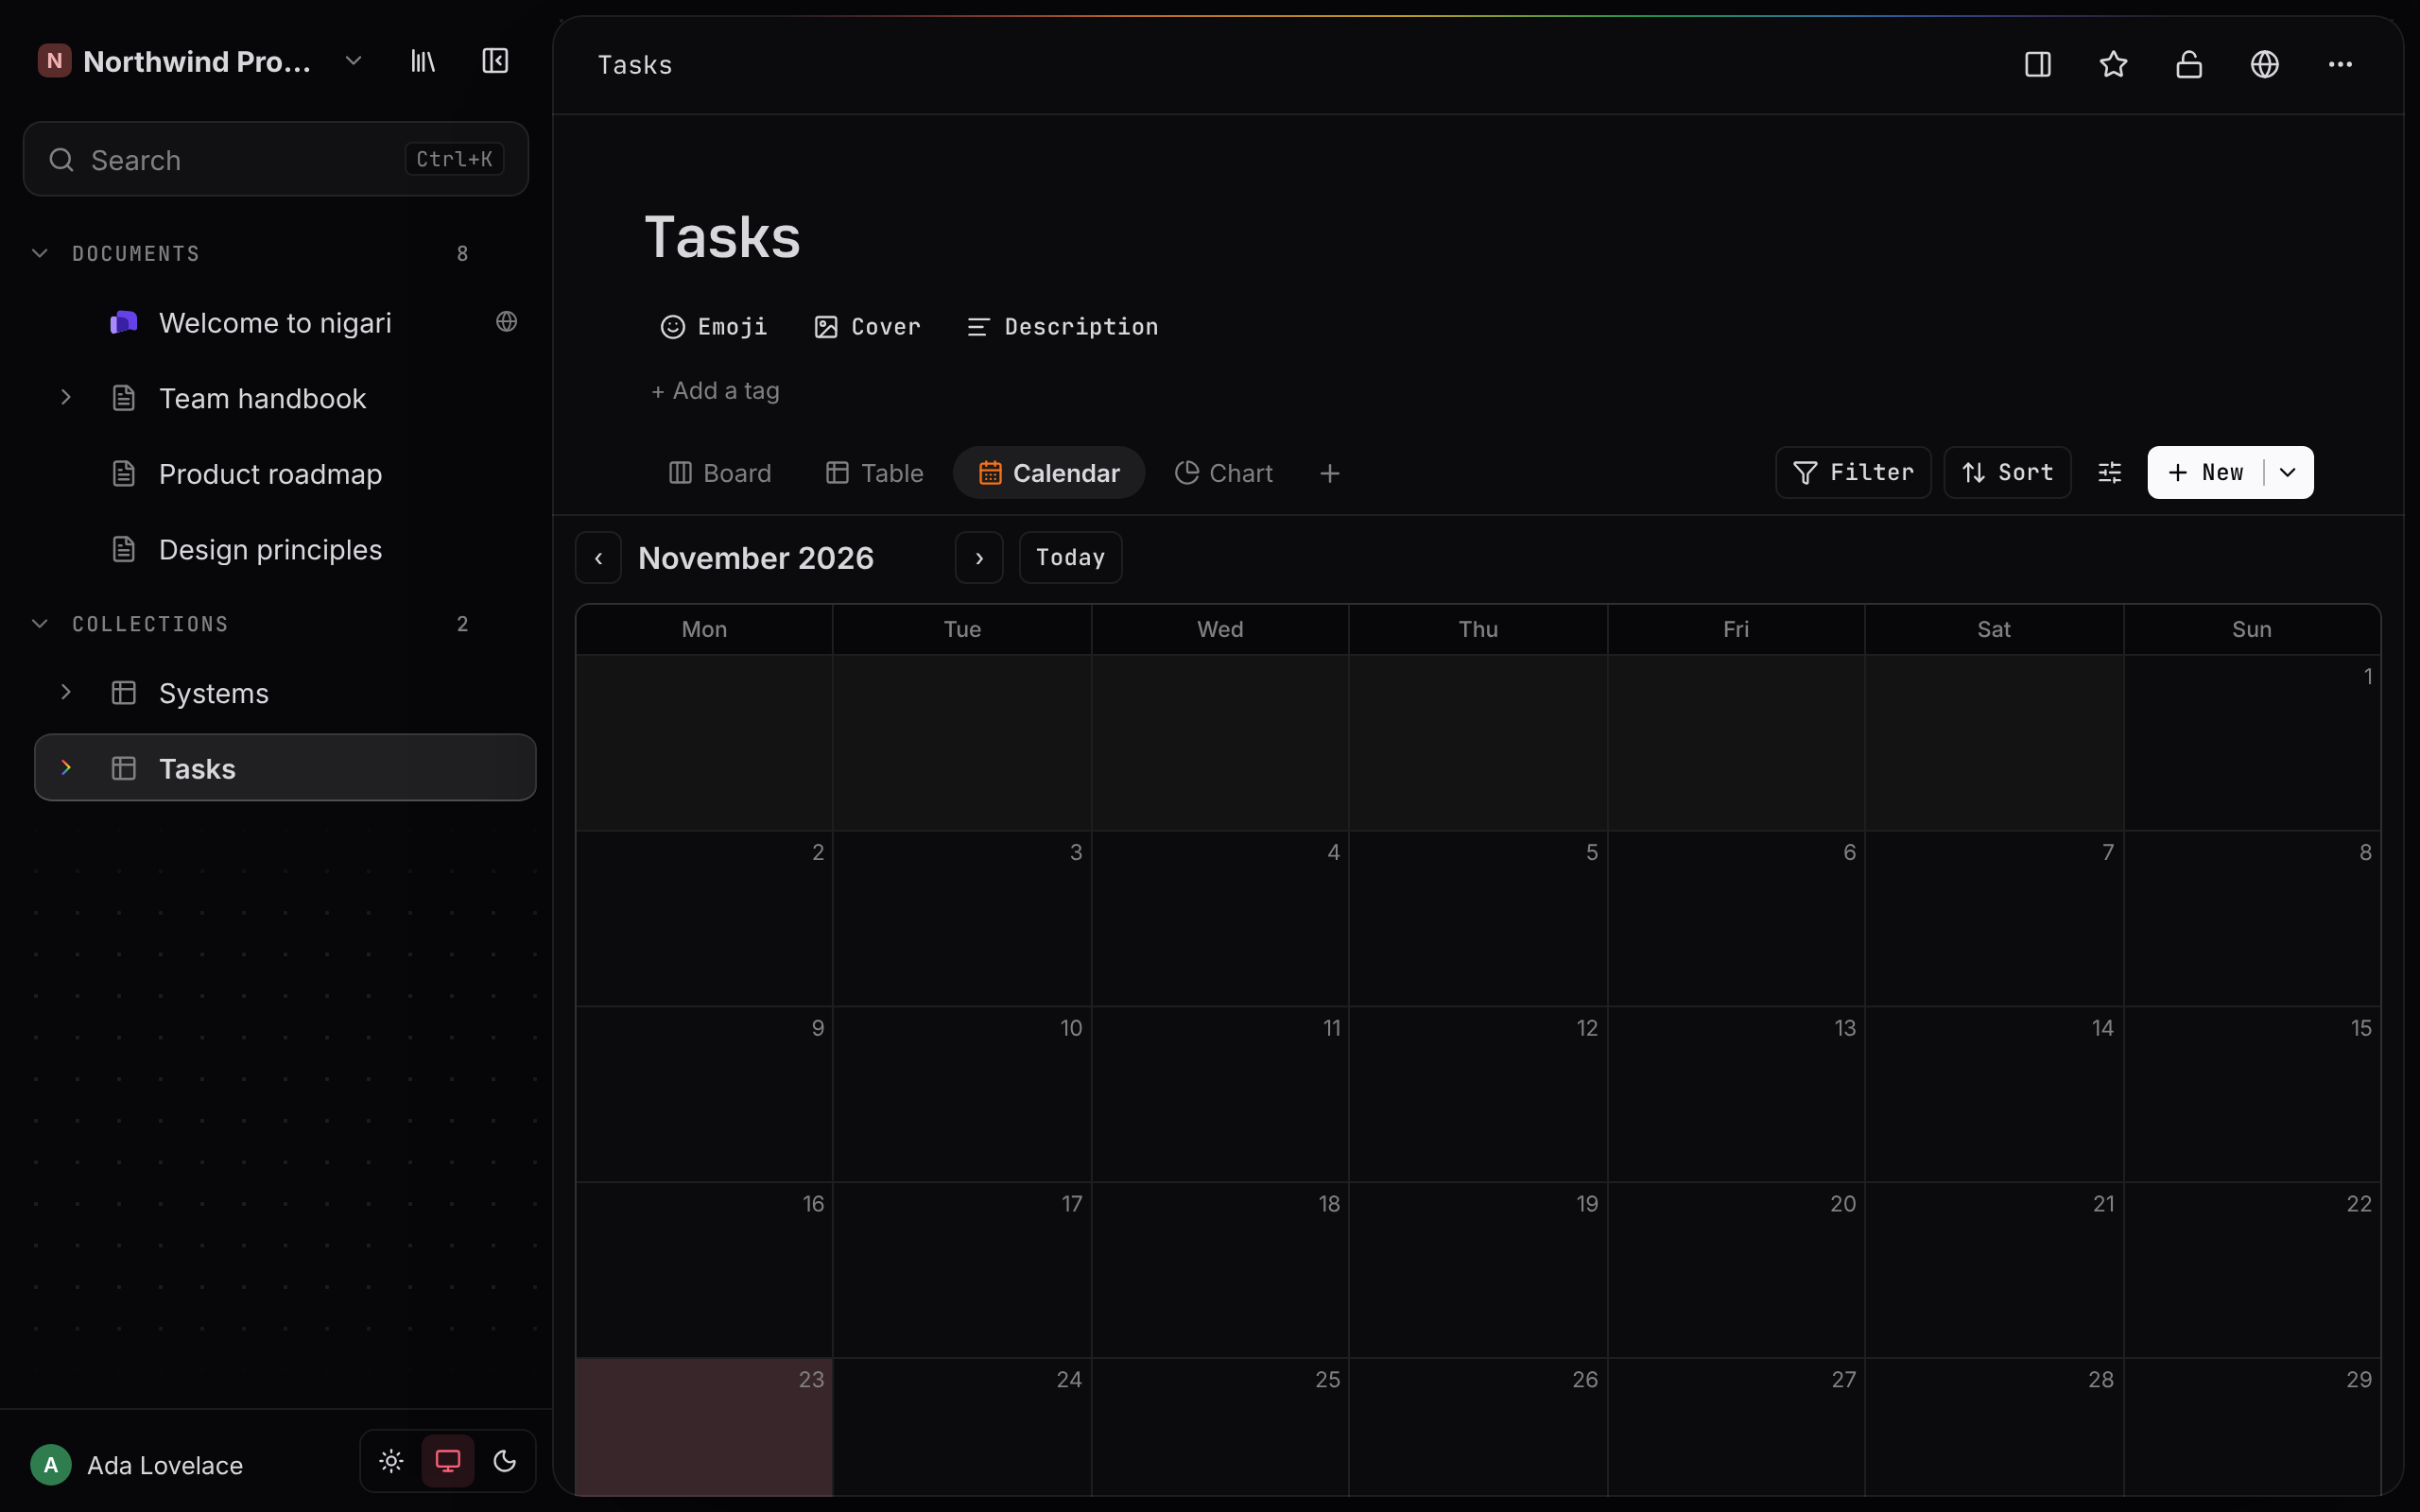 N Northwind Pro...
Search Ctrl+K
DOCUMENTS 8
Welcome to nigari
Team handbook
Product roadmap
Design principles
COLLECTIONS 2
Systems
Tasks
A Ada Lovelace
Tasks
Tasks
Emoji Cover Description
+ Add a tag
Board Table Calendar Chart +
Filter Sort + New
‹ November 2026 › Today
Mon Tue Wed Thu Fri Sat Sun
1
2 3 4 5 6 7 8
9 10 11 12 13 14 15
16 17 18 19 20 21 22
23 24 25 26 27 28 29